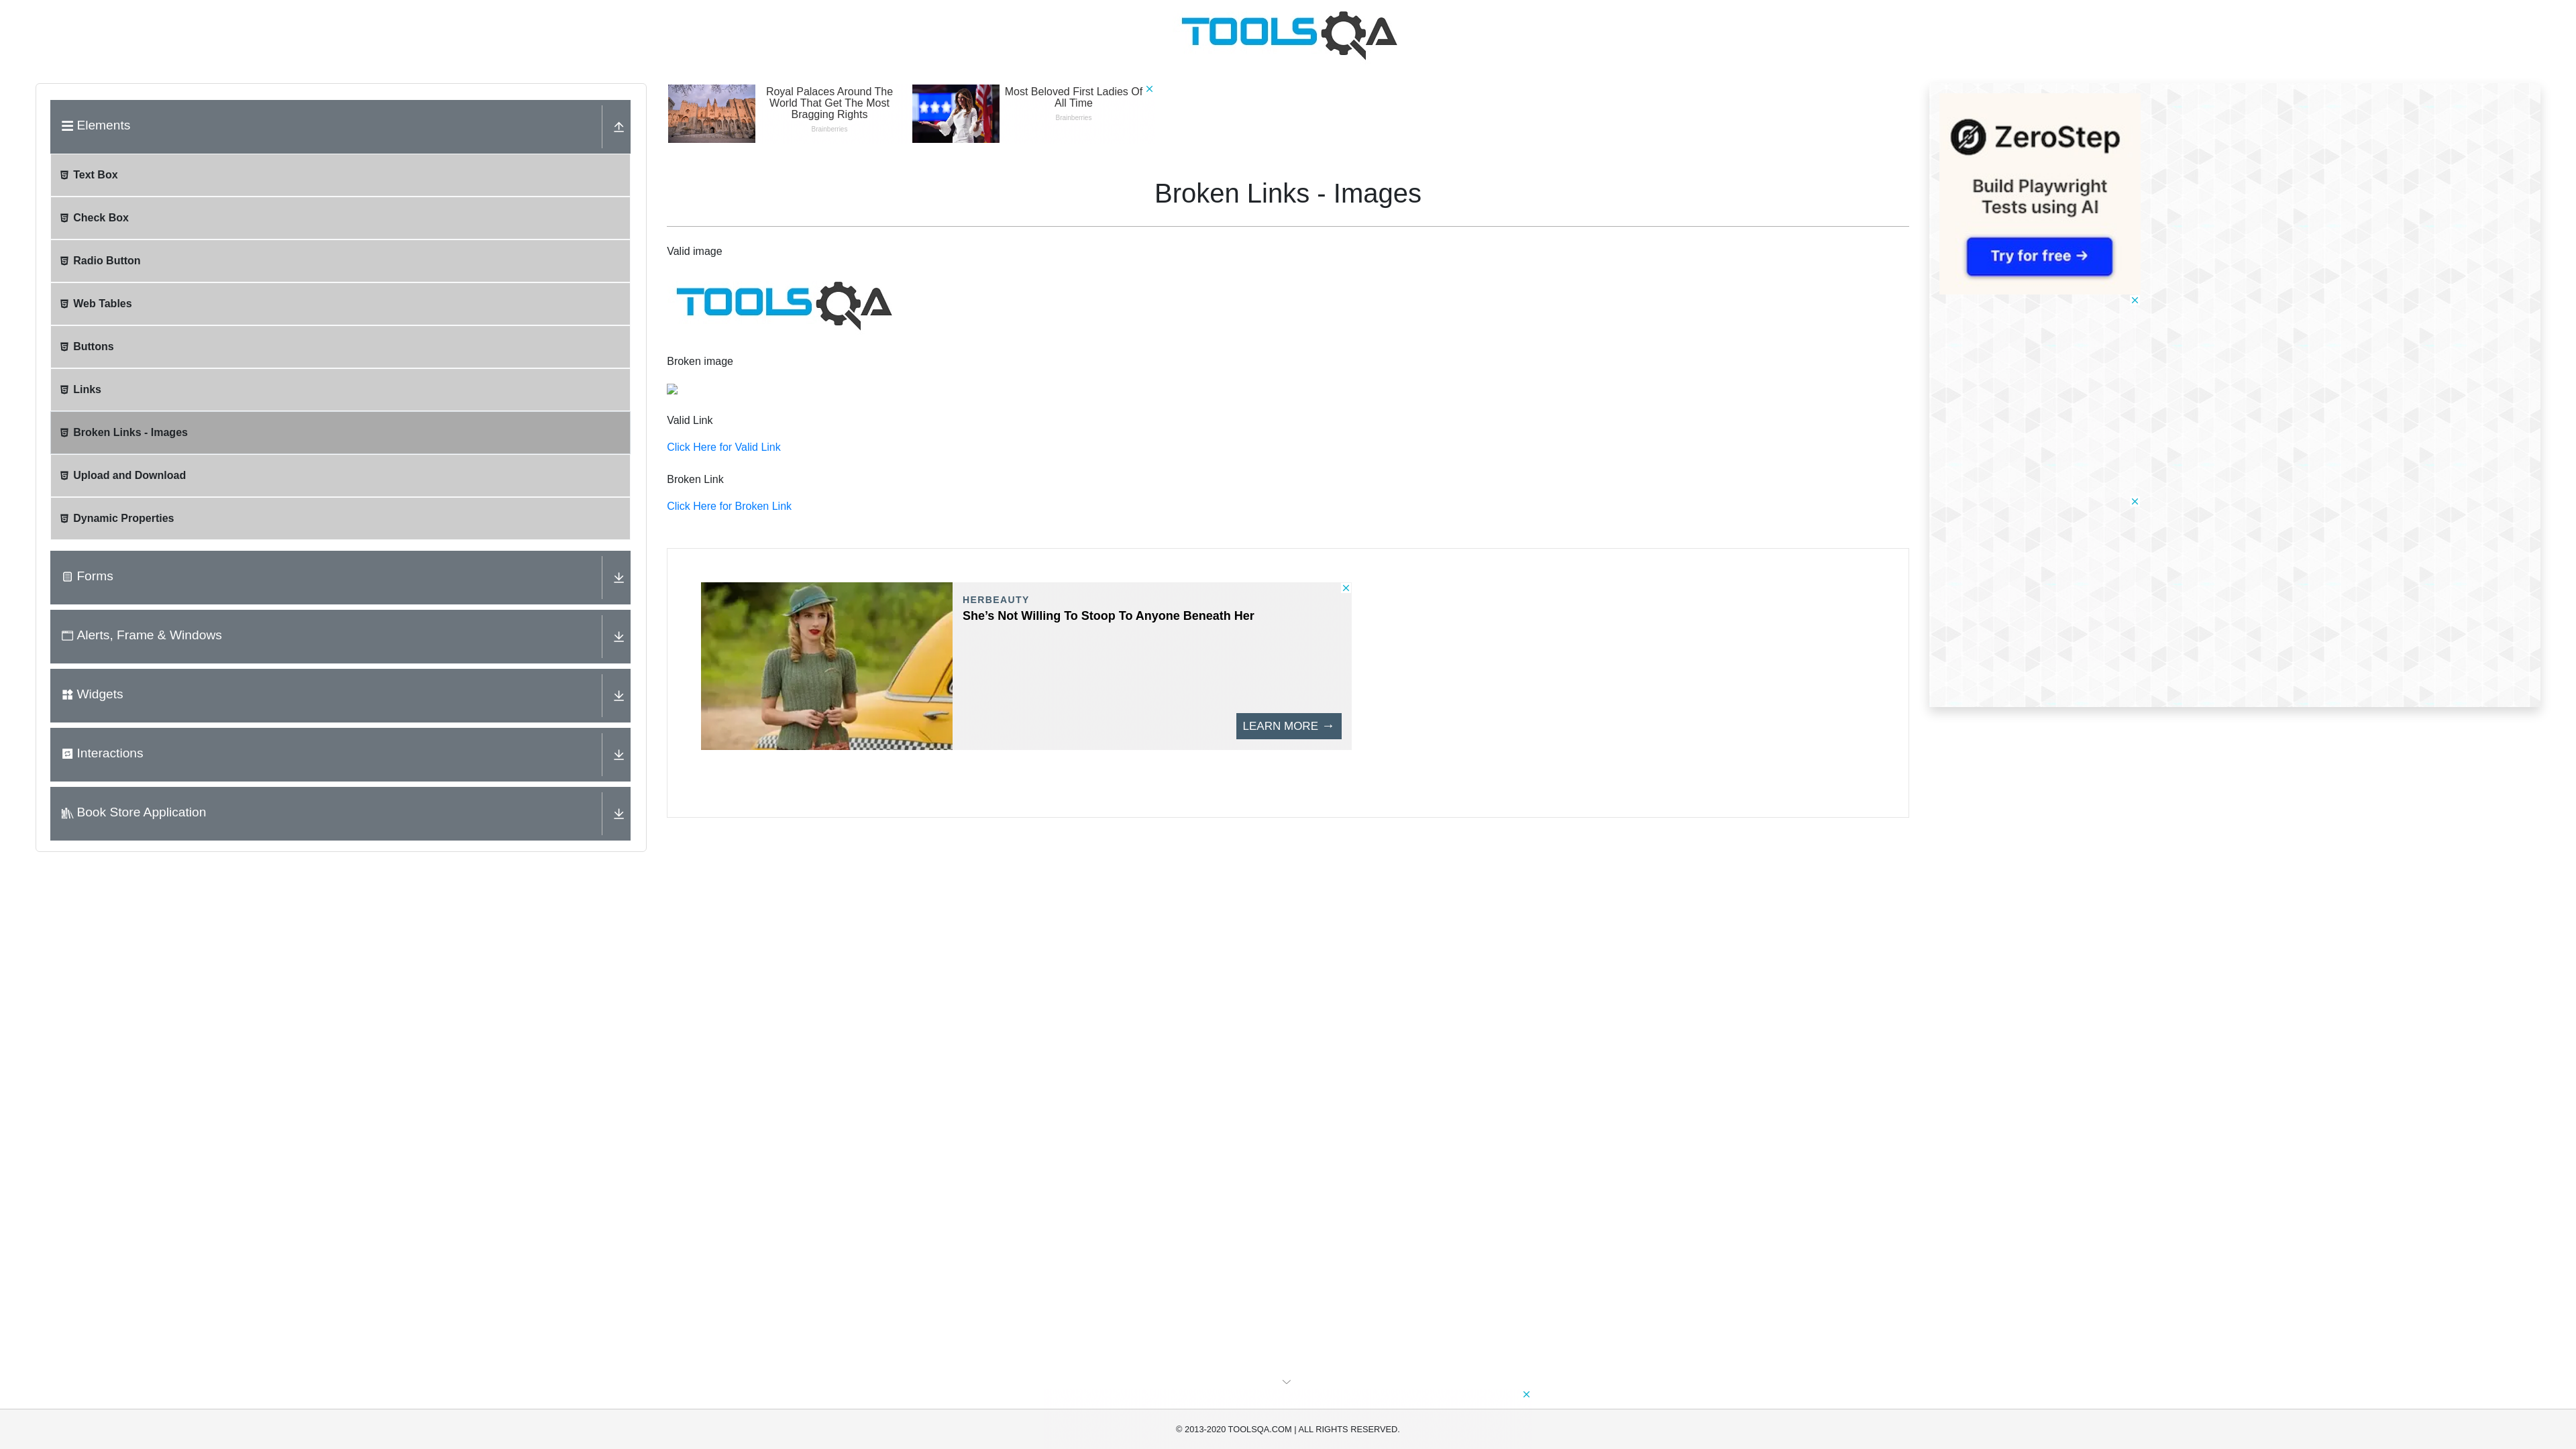 TOOLSQA
Elements
Text Box
Check Box
Radio Button
Web Tables
Buttons
Links
Broken Links - Images
Upload and Download
Dynamic Properties
Forms
Alerts, Frame & Windows
Widgets
Interactions
Book Store Application
Royal Palaces Around The
World That Get The Most
Bragging Rights
Brainberries
Most Beloved First Ladies Of
All Time
Brainberries
Broken Links - Images
Valid image
TOOLSQA
Broken image
Valid Link
Click Here for Valid Link
Broken Link
Click Here for Broken Link
HERBEAUTY
She’s Not Willing To Stoop To Anyone Beneath Her
LEARN MORE →
ZeroStep
Build Playwright
Tests using AI
Try for free →
© 2013-2020 TOOLSQA.COM | ALL RIGHTS RESERVED.